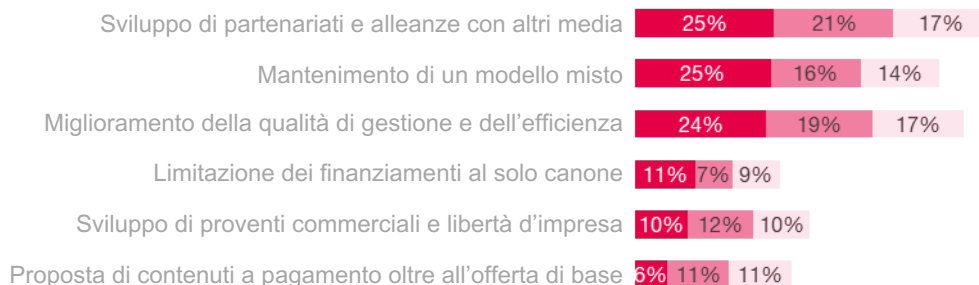 Sviluppo di partenariati e alleanze con altri media 25% 21% 17%
Mantenimento di un modello misto 25% 16% 14%
Miglioramento della qualità di gestione e dell’efficienza 24% 19% 17%
Limitazione dei finanziamenti al solo canone 11% 7% 9%
Sviluppo di proventi commerciali e libertà d’impresa 10% 12% 10%
Proposta di contenuti a pagamento oltre all’offerta di base 6% 11% 11%